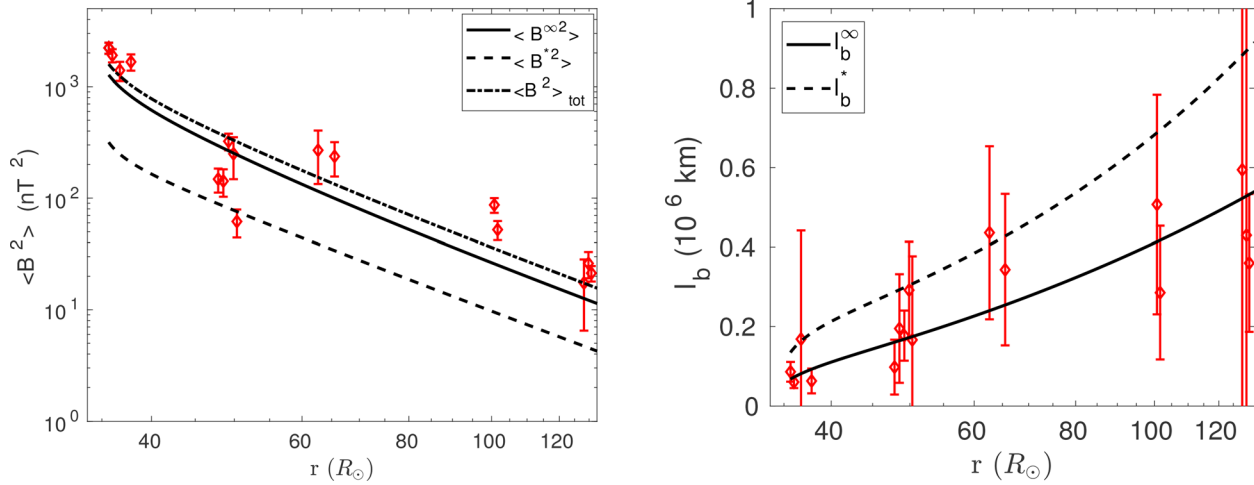 <B^2> (nT^2)
10^3
10^2
10^1
10^0
40
60
80
100
120
r (R_⊙)
< B^∞2 >
< B^*2 >
<B^2>_tot
l_b (10^6 km)
1
0.8
0.6
0.4
0.2
0
40
60
80
100
120
r (R_⊙)
l_b^∞
l_b^*